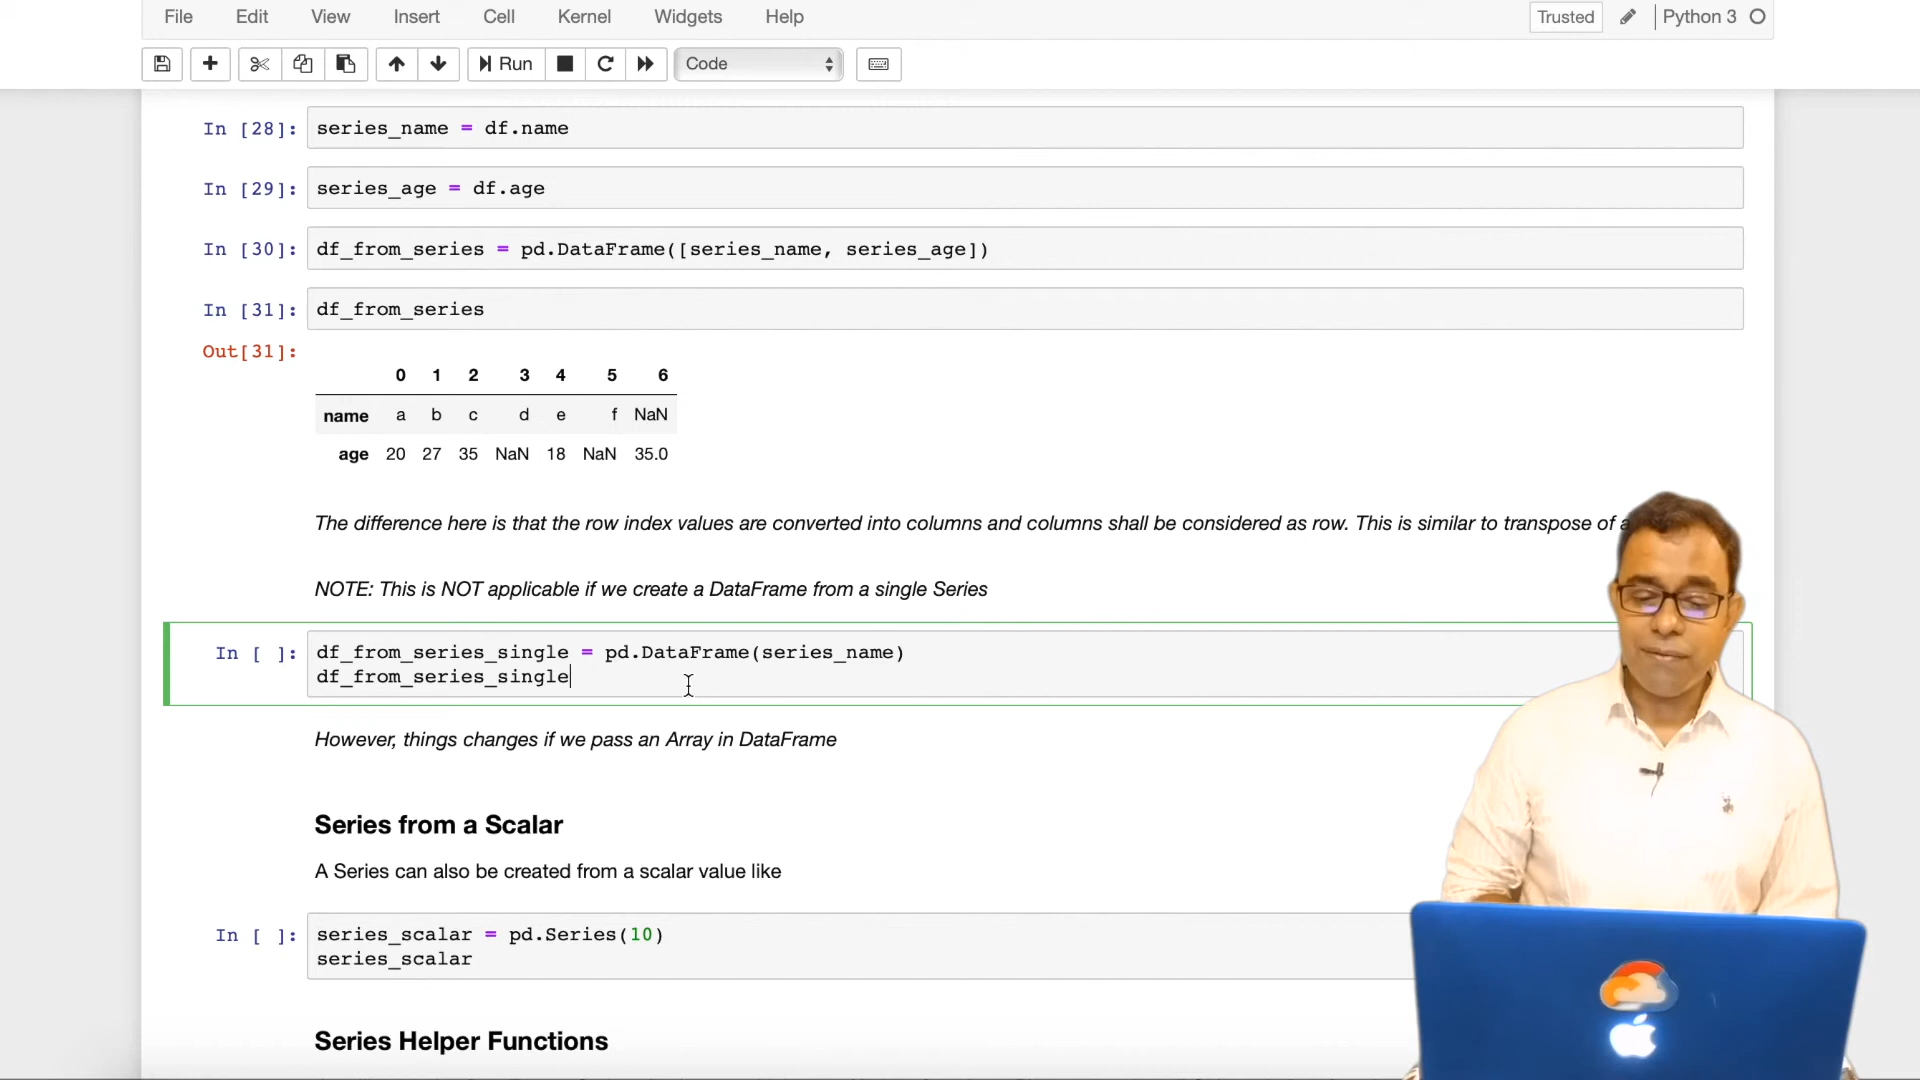 File Edit View Insert Cell Kernel Widgets Help Trusted Python 3
Run Code
In [28]: series_name = df.name
In [29]: series_age = df.age
In [30]: df_from_series = pd.DataFrame([series_name, series_age])
In [31]: df_from_series
Out[31]:
0 1 2 3 4 5 6
name a b c d e f NaN
age 20 27 35 NaN 18 NaN 35.0
The difference here is that the row index values are converted into columns and columns shall be considered as row. This is similar to transpose of a
NOTE: This is NOT applicable if we create a DataFrame from a single Series
In [ ]: df_from_series_single = pd.DataFrame(series_name)
df_from_series_single
However, things changes if we pass an Array in DataFrame
Series from a Scalar
A Series can also be created from a scalar value like
In [ ]: series_scalar = pd.Series(10)
series_scalar
Series Helper Functions